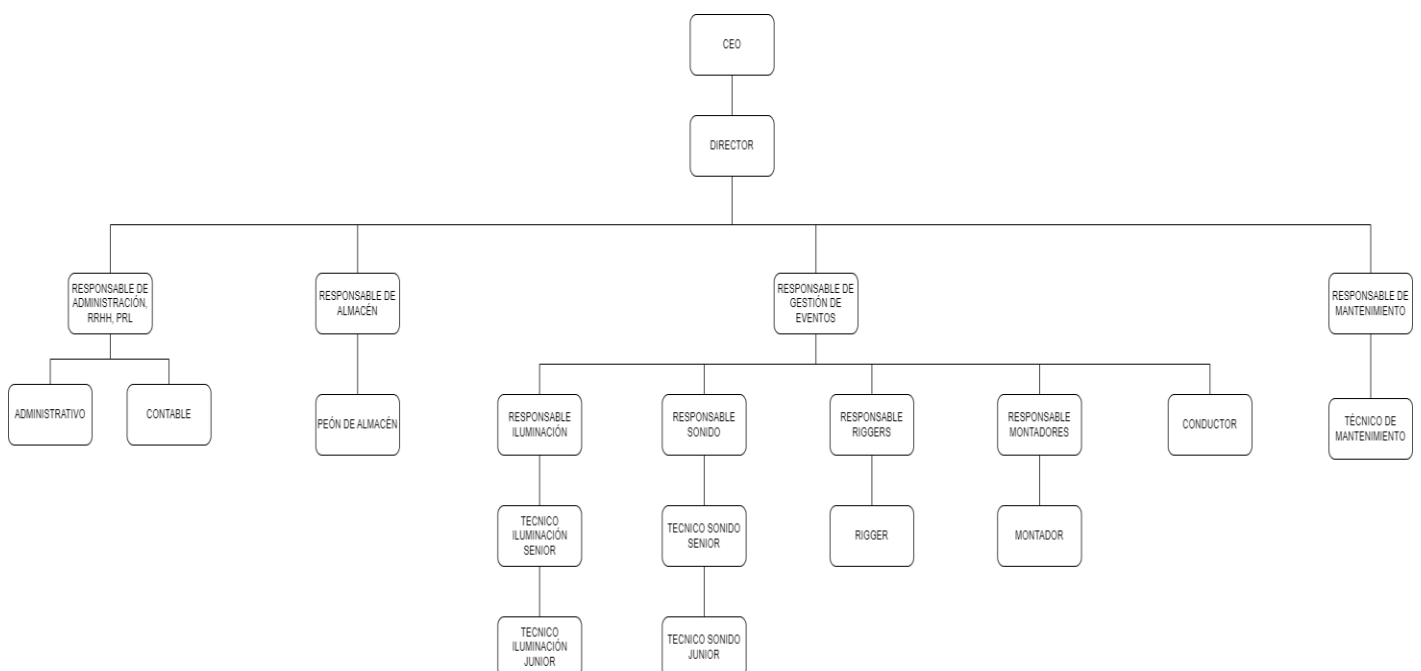 CEO
DIRECTOR
RESPONSABLE DE
ADMINISTRACIÓN,
RRHH, PRL
RESPONSABLE DE
ALMACÉN
RESPONSABLE DE
GESTIÓN DE
EVENTOS
RESPONSABLE DE
MANTENIMIENTO
ADMINISTRATIVO
CONTABLE
PEÓN DE ALMACÉN
RESPONSABLE
ILUMINACIÓN
RESPONSABLE
SONIDO
RESPONSABLE
RIGGERS
RESPONSABLE
MONTADORES
CONDUCTOR
TÉCNICO DE
MANTENIMIENTO
TECNICO
ILUMINACIÓN
SENIOR
TECNICO SONIDO
SENIOR
RIGGER
MONTADOR
TECNICO
ILUMINACIÓN
JUNIOR
TECNICO SONIDO
JUNIOR